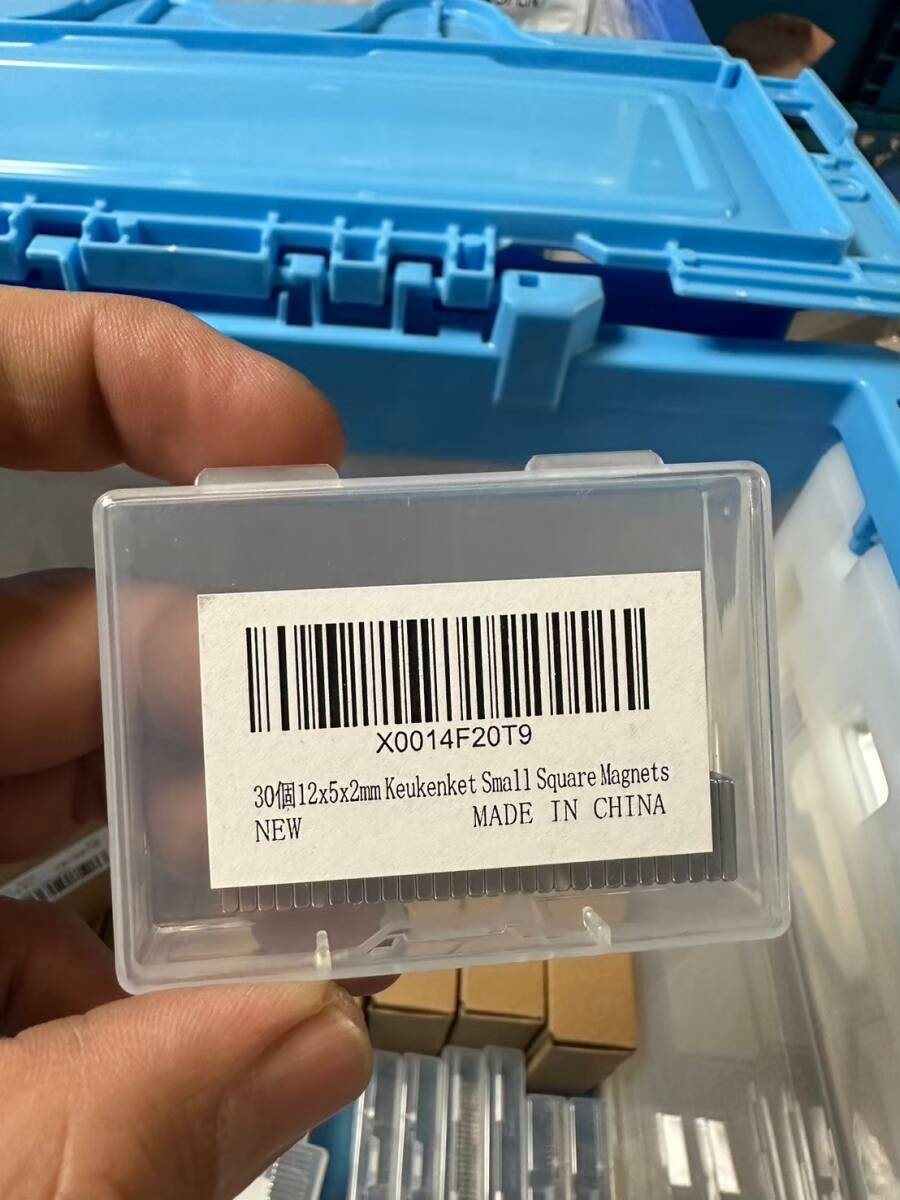 X0014F20T9
30個12x5x2mm Keukenket Small Square Magnets
NEW MADE IN CHINA